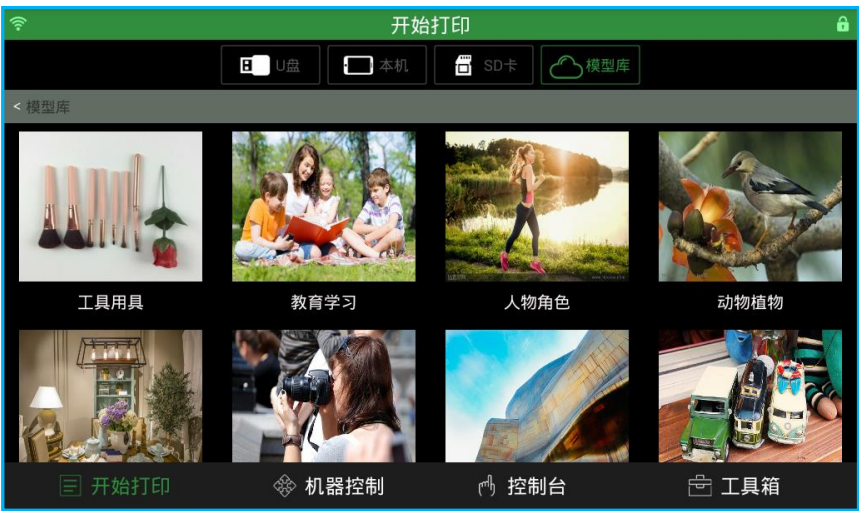 开始打印
U盘 本机 SD卡 模型库
< 模型库
工具用具 教育学习 人物角色 动物植物
开始打印 机器控制 控制台 工具箱